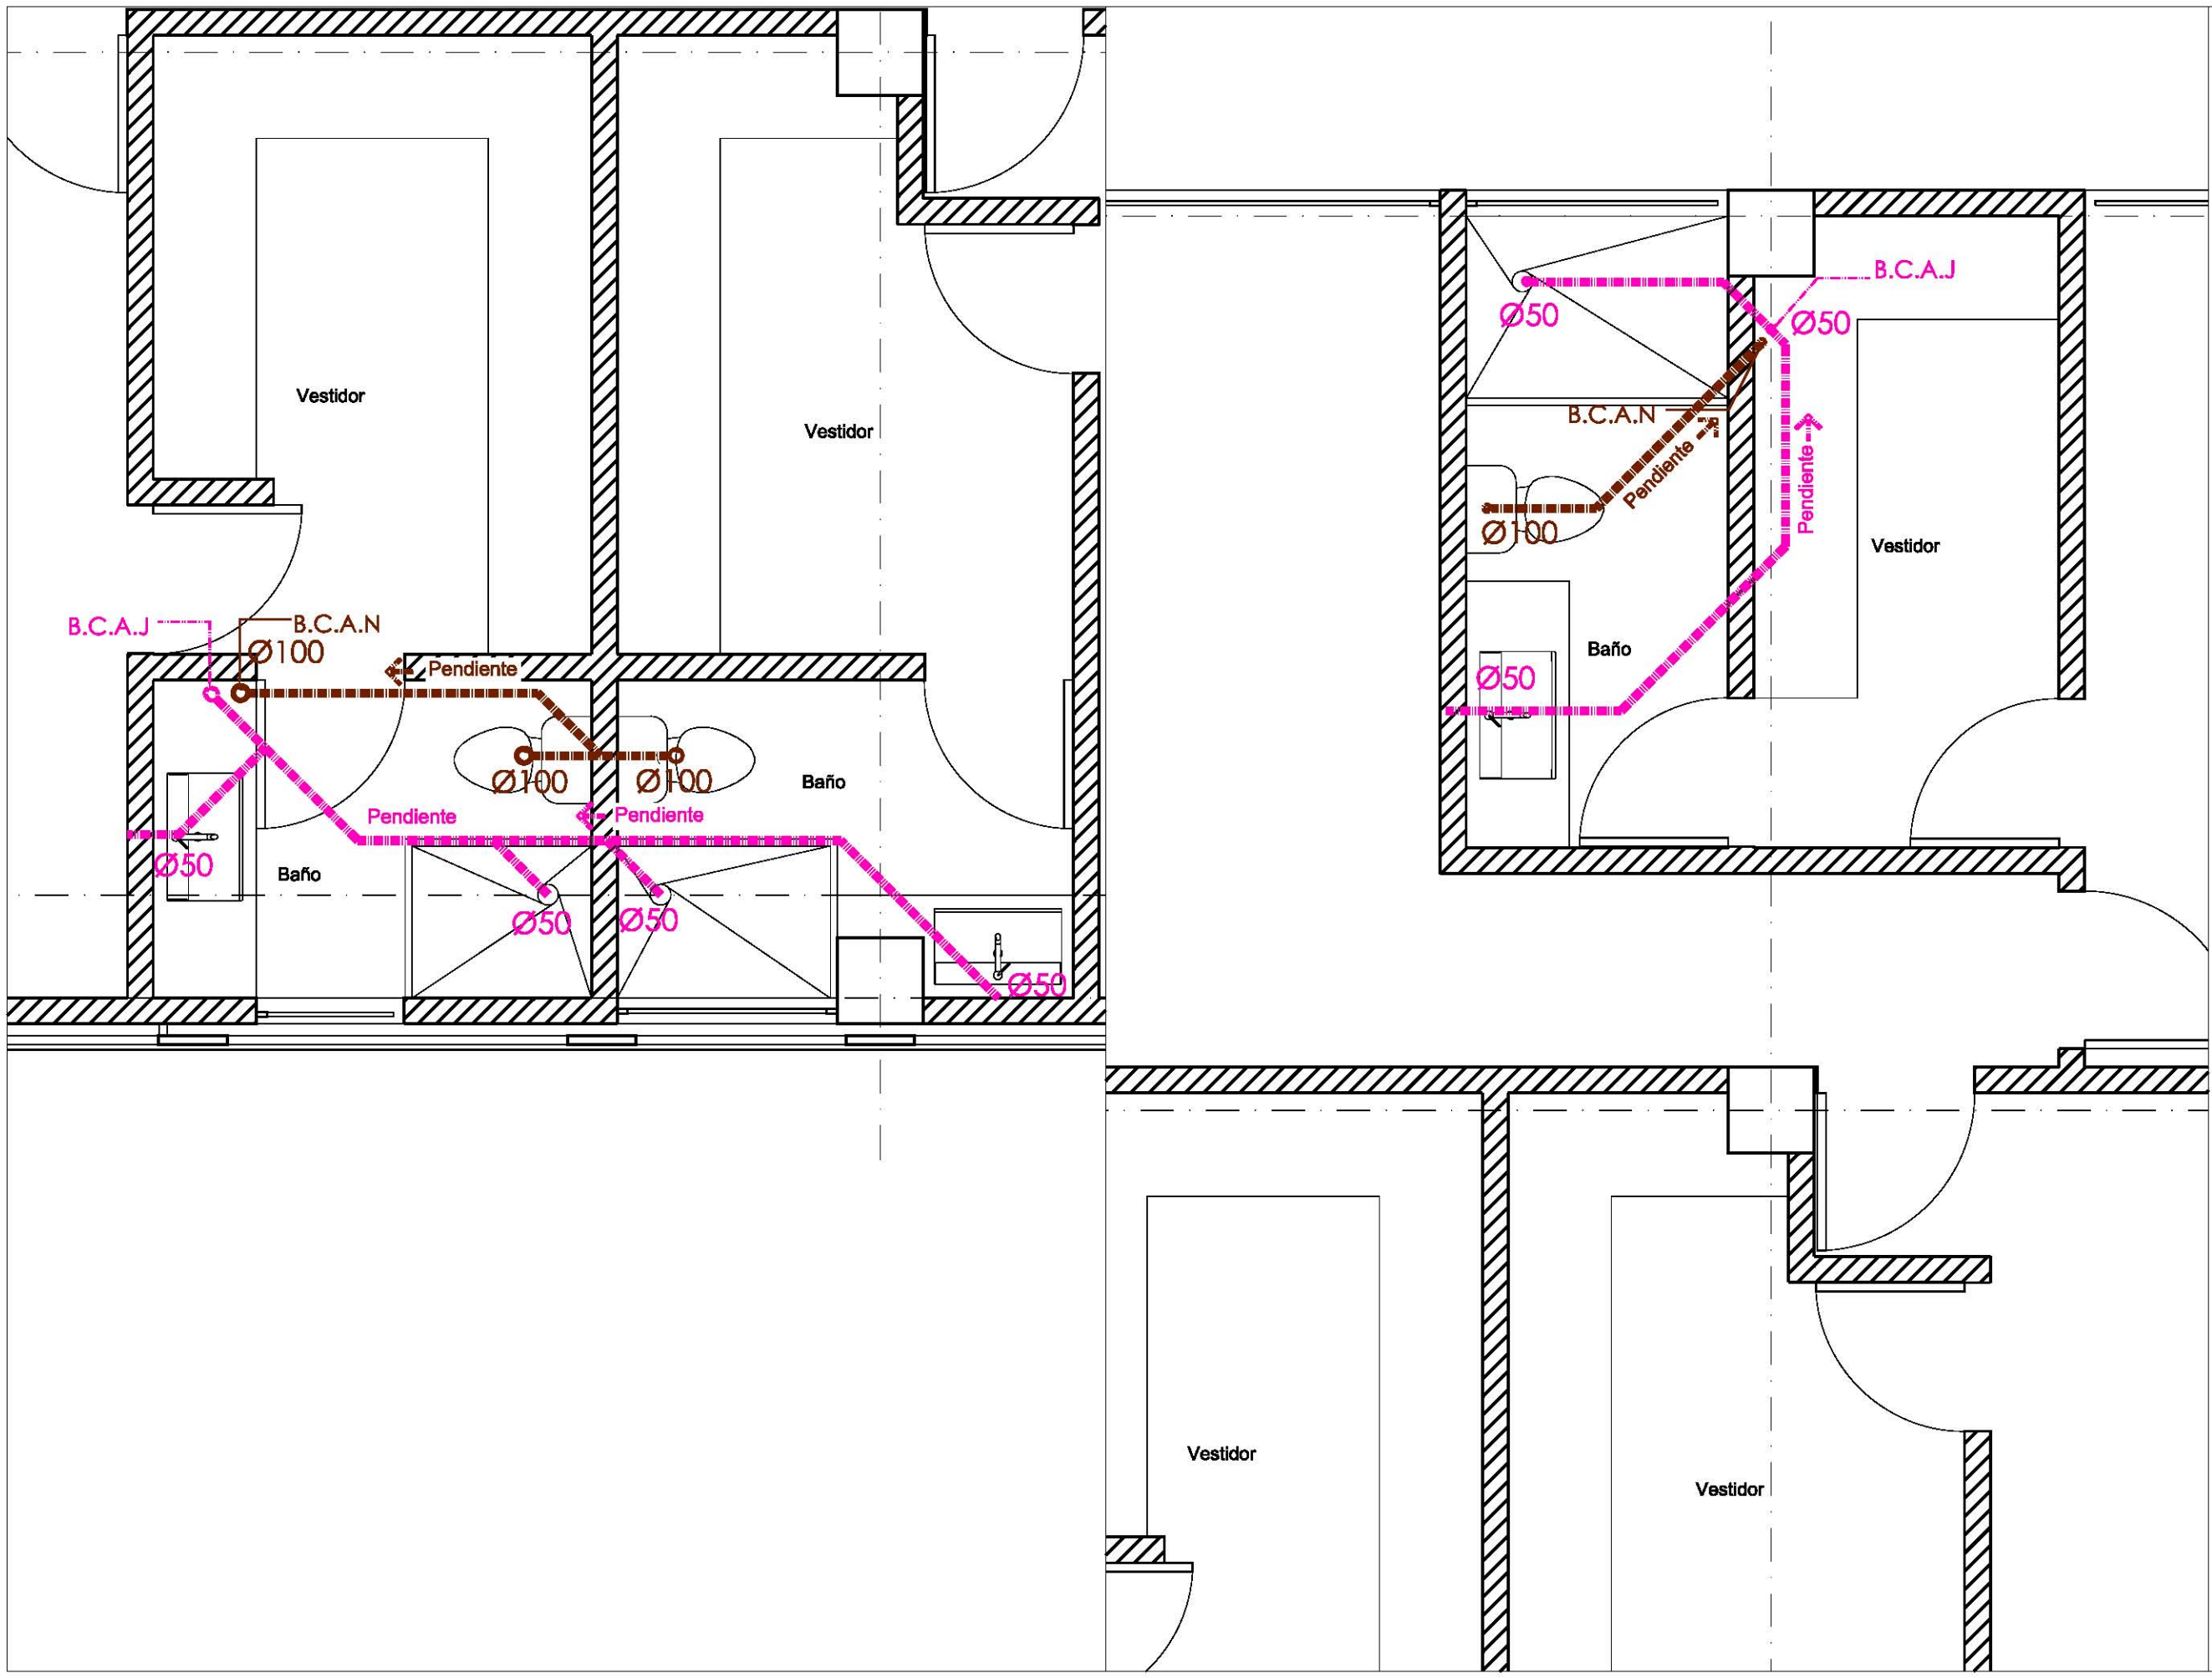 Vestidor
Vestidor
B.C.A.J
B.C.A.N
Ø100
Pendiente
Ø100
Ø100
Baño
Pendiente
Pendiente
Ø50
Baño
Ø50
Ø50
Ø50
B.C.A.J
Ø50
Ø50
B.C.A.N
Pendiente
Pendiente
Ø100
Vestidor
Baño
Ø50
Vestidor
Vestidor